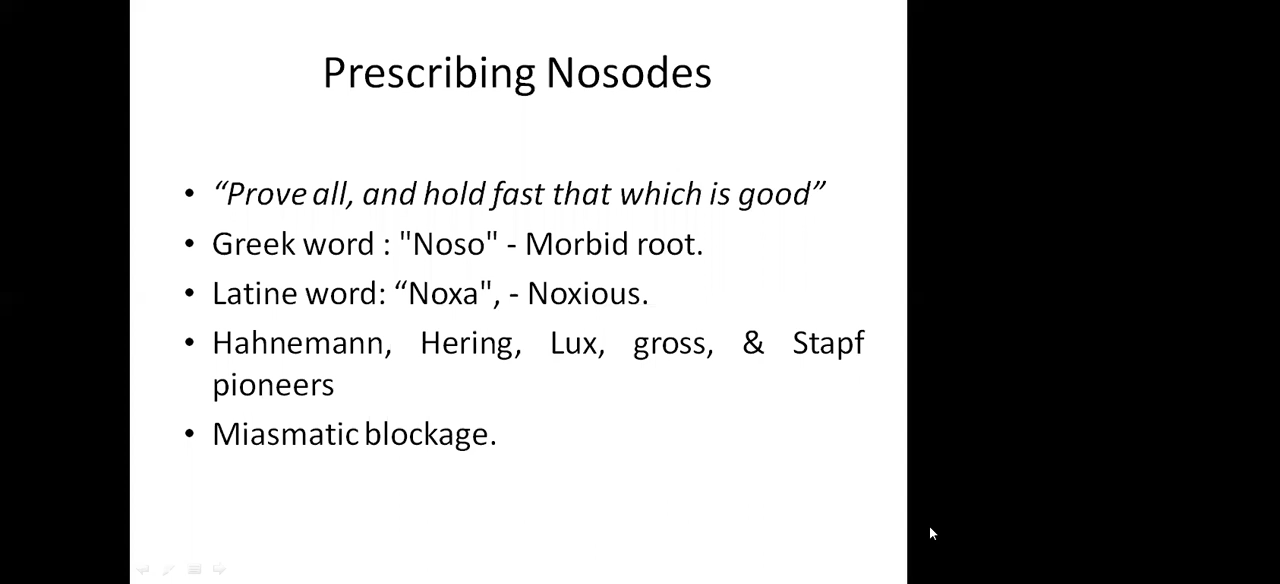 Prescribing Nosodes
• “Prove all, and hold fast that which is good”
• Greek word : "Noso" - Morbid root.
• Latine word: “Noxa", - Noxious.
• Hahnemann, Hering, Lux, gross, & Stapf
pioneers
• Miasmatic blockage.